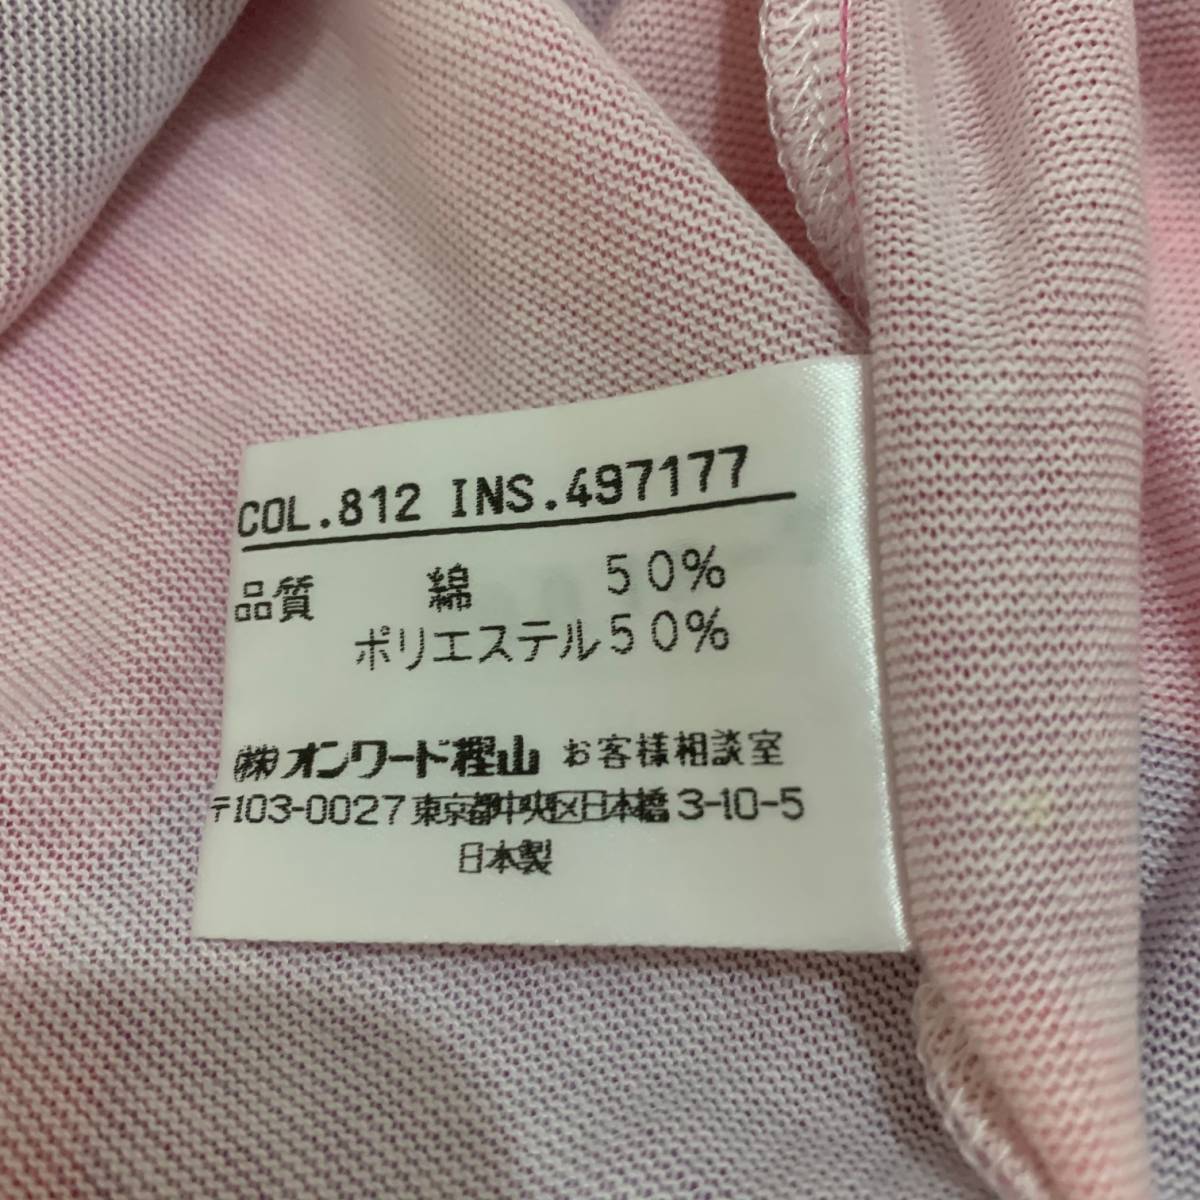 COL.812 INS.497177
品質 綿 50%
ポリエステル50%
㈱オンワード樫山 お客様相談室
〒103-0027 東京都中央区日本橋 3-10-5
日本製